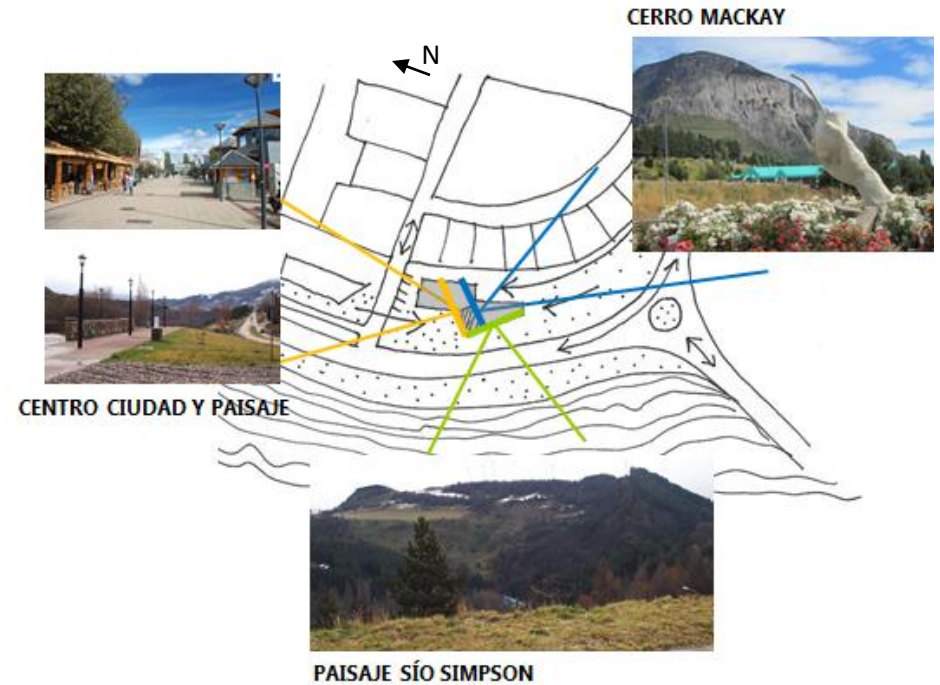 CERRO MACKAY
N
CENTRO CIUDAD Y PAISAJE
PAISAJE SÍO SIMPSON